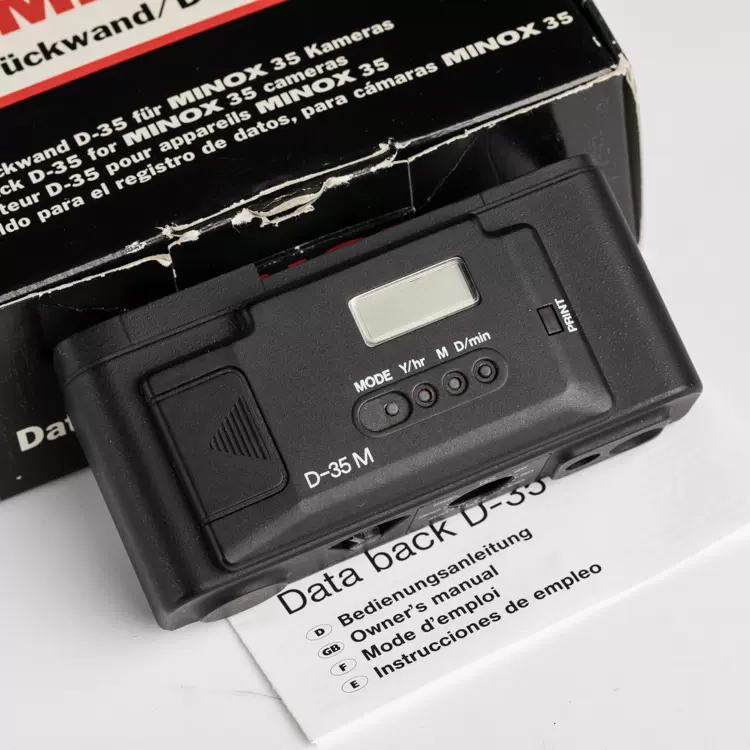 ückwand/D
ckwand D-35 für MINOX 35 Kameras
ck D-35 for MINOX 35 cameras
teur D-35 pour appareils MINOX 35
ldo para el registro de datos, para cámaras MINOX 35
PRINT
MODE Y/hr M D/min
D-35 M
Dat
Data back D-35
D Bedienungsanleitung
GB Owner's manual
F Mode d'emploi
E Instrucciones de empleo